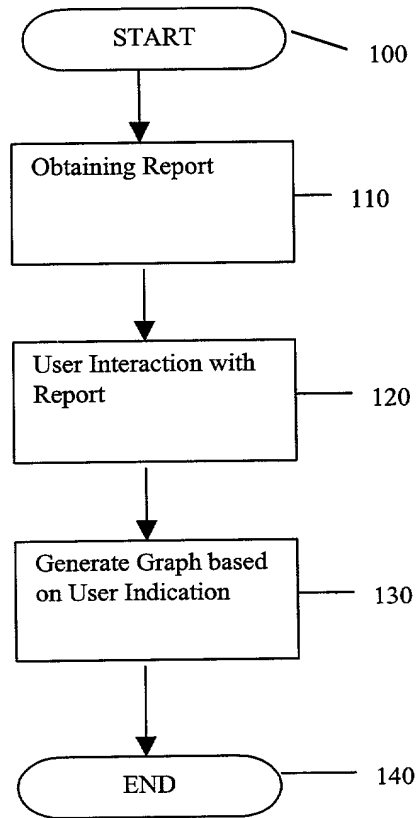 START
100
Obtaining Report
110
User Interaction with
Report
120
Generate Graph based
on User Indication
130
END
140